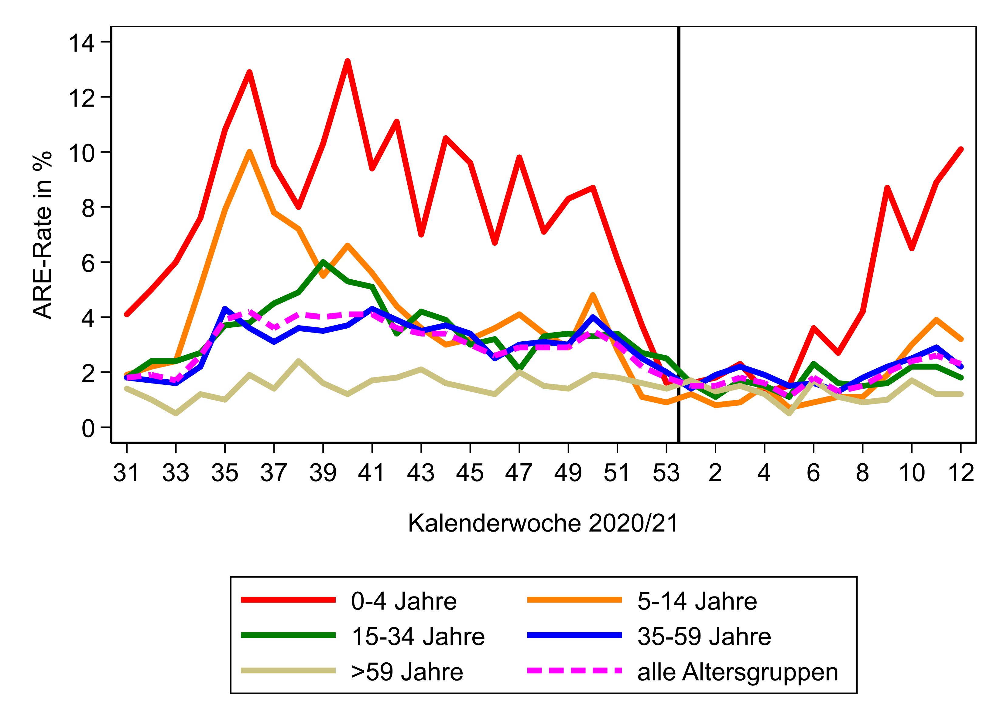 ARE-Rate in %
14
12
10
8
6
4
2
0
31 33 35 37 39 41 43 45 47 49 51 53 2 4 6 8 10 12
Kalenderwoche 2020/21
0-4 Jahre 5-14 Jahre
15-34 Jahre 35-59 Jahre
>59 Jahre alle Altersgruppen